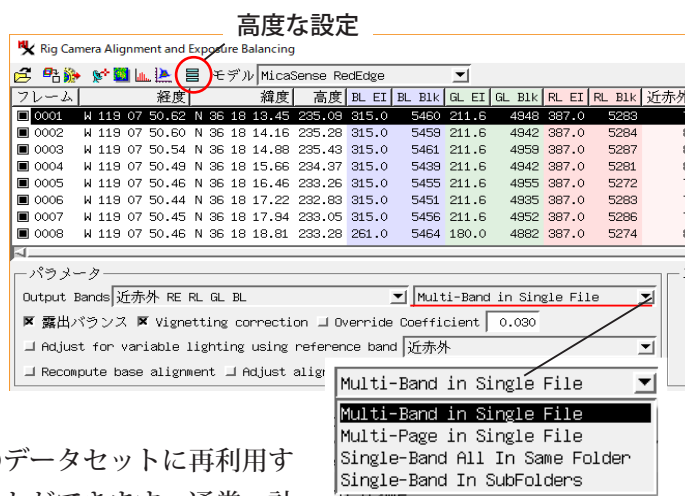 高度な設定
Rig Camera Alignment and Exposure Balancing
モデル MicaSense RedEdge
フレーム 経度 緯度 高度 BL EI BL Blk GL EI GL Blk RL EI RL Blk 近赤外
0001 W 119 07 50.62 N 36 18 13.45 235.09 315.0 5460 211.6 4948 387.0 5283
0002 W 119 07 50.60 N 36 18 14.16 235.28 315.0 5459 211.6 4942 387.0 5284
0003 W 119 07 50.54 N 36 18 14.88 235.43 315.0 5461 211.6 4959 387.0 5287
0004 W 119 07 50.49 N 36 18 15.66 234.37 315.0 5439 211.6 4942 387.0 5281
0005 W 119 07 50.46 N 36 18 16.46 233.26 315.0 5455 211.6 4955 387.0 5272
0006 W 119 07 50.44 N 36 18 17.22 232.83 315.0 5451 211.6 4935 387.0 5283
0007 W 119 07 50.45 N 36 18 17.94 233.05 315.0 5456 211.6 4952 387.0 5286
0008 W 119 07 50.46 N 36 18 18.81 233.28 261.0 5464 180.0 4882 387.0 5274
パラメータ
Output Bands 近赤外 RE RL GL BL Multi-Band in Single File
露出バランス Vignetting correction Override Coefficient 0.030
Adjust for variable lighting using reference band 近赤外
Recompute base alignment Adjust alig
Multi-Band in Single File
Multi-Band in Single File
Multi-Page in Single File
Single-Band All In Same Folder
Single-Band In SubFolders
データセットに再利用す